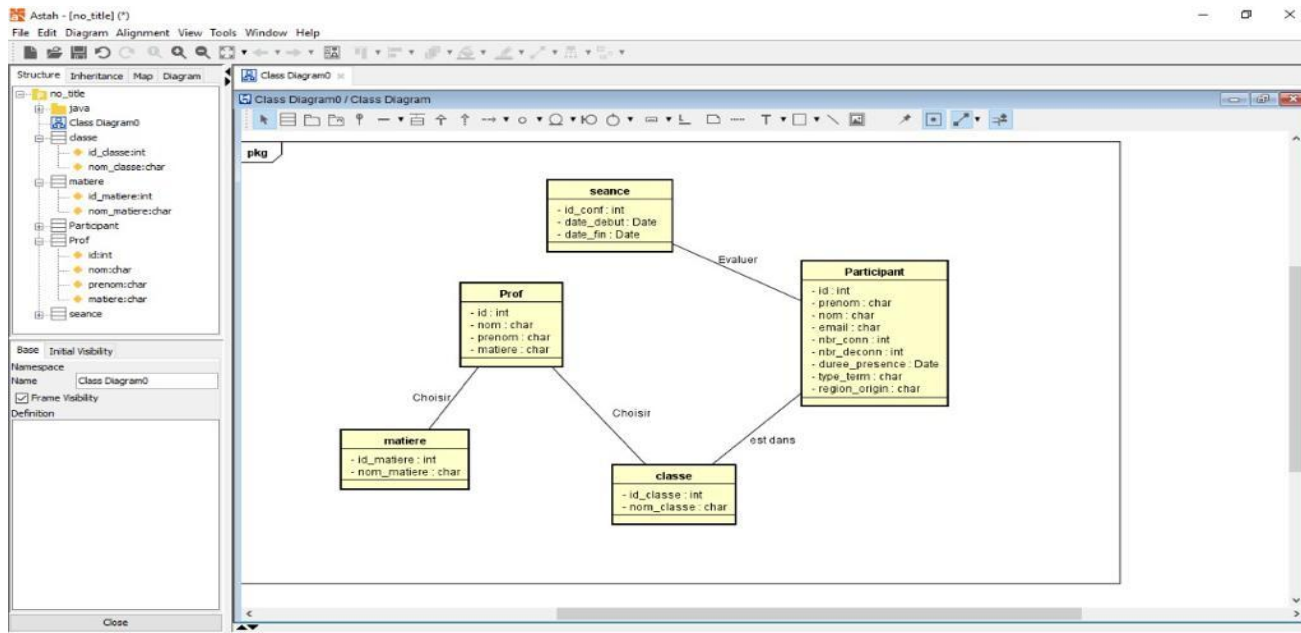 Astah - [no_title] (*)
File Edit Diagram Alignment View Tools Window Help
Structure Inheritance Map Diagram
no_title
java
Class Diagram0
classe
id_classe:int
nom_classe:char
matiere
id_matiere:int
nom_matiere:char
Participant
Prof
id:int
nom:char
prenom:char
matiere:char
seance
Base Initial Visibility
Namespace
Name Class Diagram0
Frame Visibility
Definition
Close
Class Diagram0
Class Diagram0 / Class Diagram
pkg
seance
- id_conf : int
- date_debut : Date
- date_fin : Date
Evaluer
Participant
- id : int
- prenom : char
- nom : char
- email : char
- nbr_conn : int
- nbr_deconn : int
- duree_presence : Date
- type_term : char
- region_origin : char
Prof
- id : int
- nom : char
- prenom : char
- matiere : char
Choisir
Choisir
est dans
matiere
- id_matiere : int
- nom_matiere : char
classe
- id_classe : int
- nom_classe : char